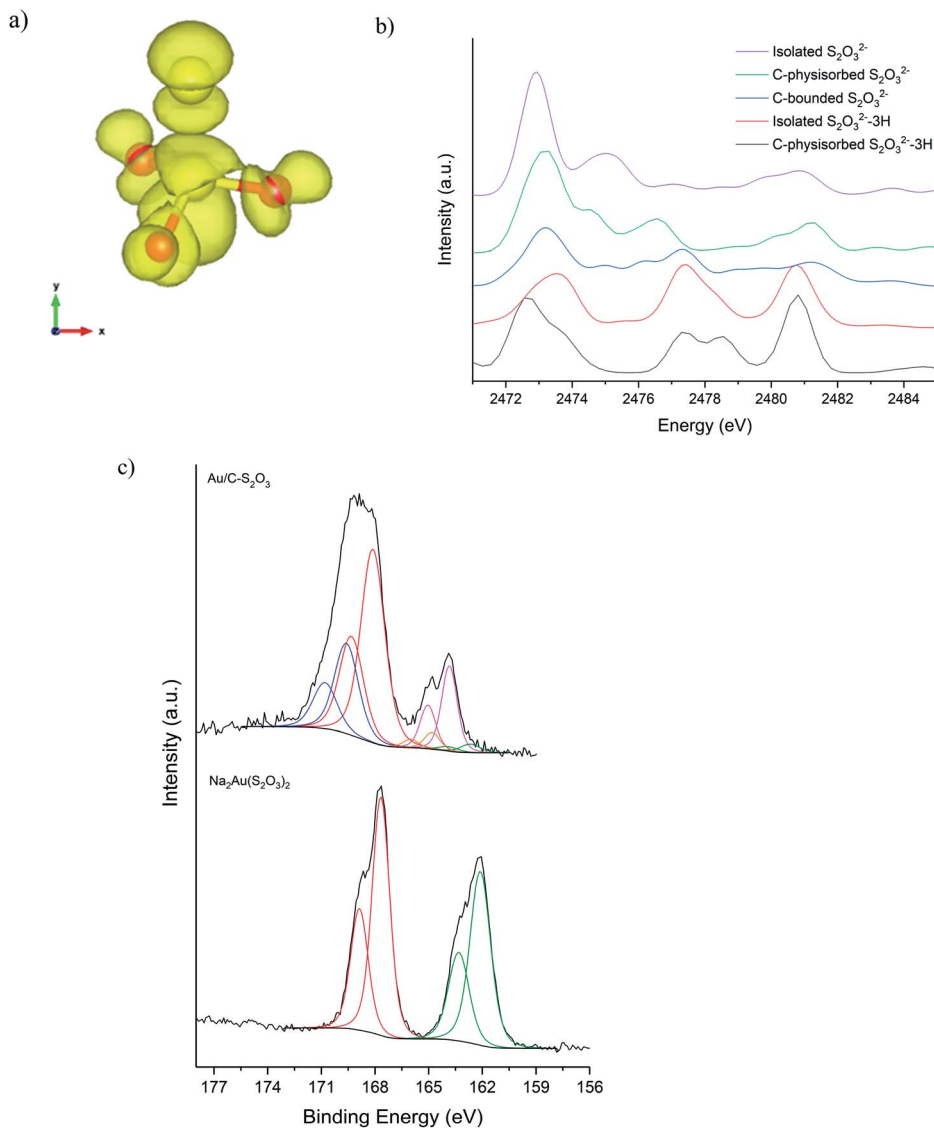 a)
y
x
b)
Isolated S₂O₃²⁻
C-physisorbed S₂O₃²⁻
C-bounded S₂O₃²⁻
Isolated S₂O₃²⁻-3H
C-physisorbed S₂O₃²⁻-3H
Intensity (a.u.)
2472 2474 2476 2478 2480 2482 2484
Energy (eV)
c)
Au/C-S₂O₃
Na₂Au(S₂O₃)₂
Intensity (a.u.)
177 174 171 168 165 162 159 156
Binding Energy (eV)